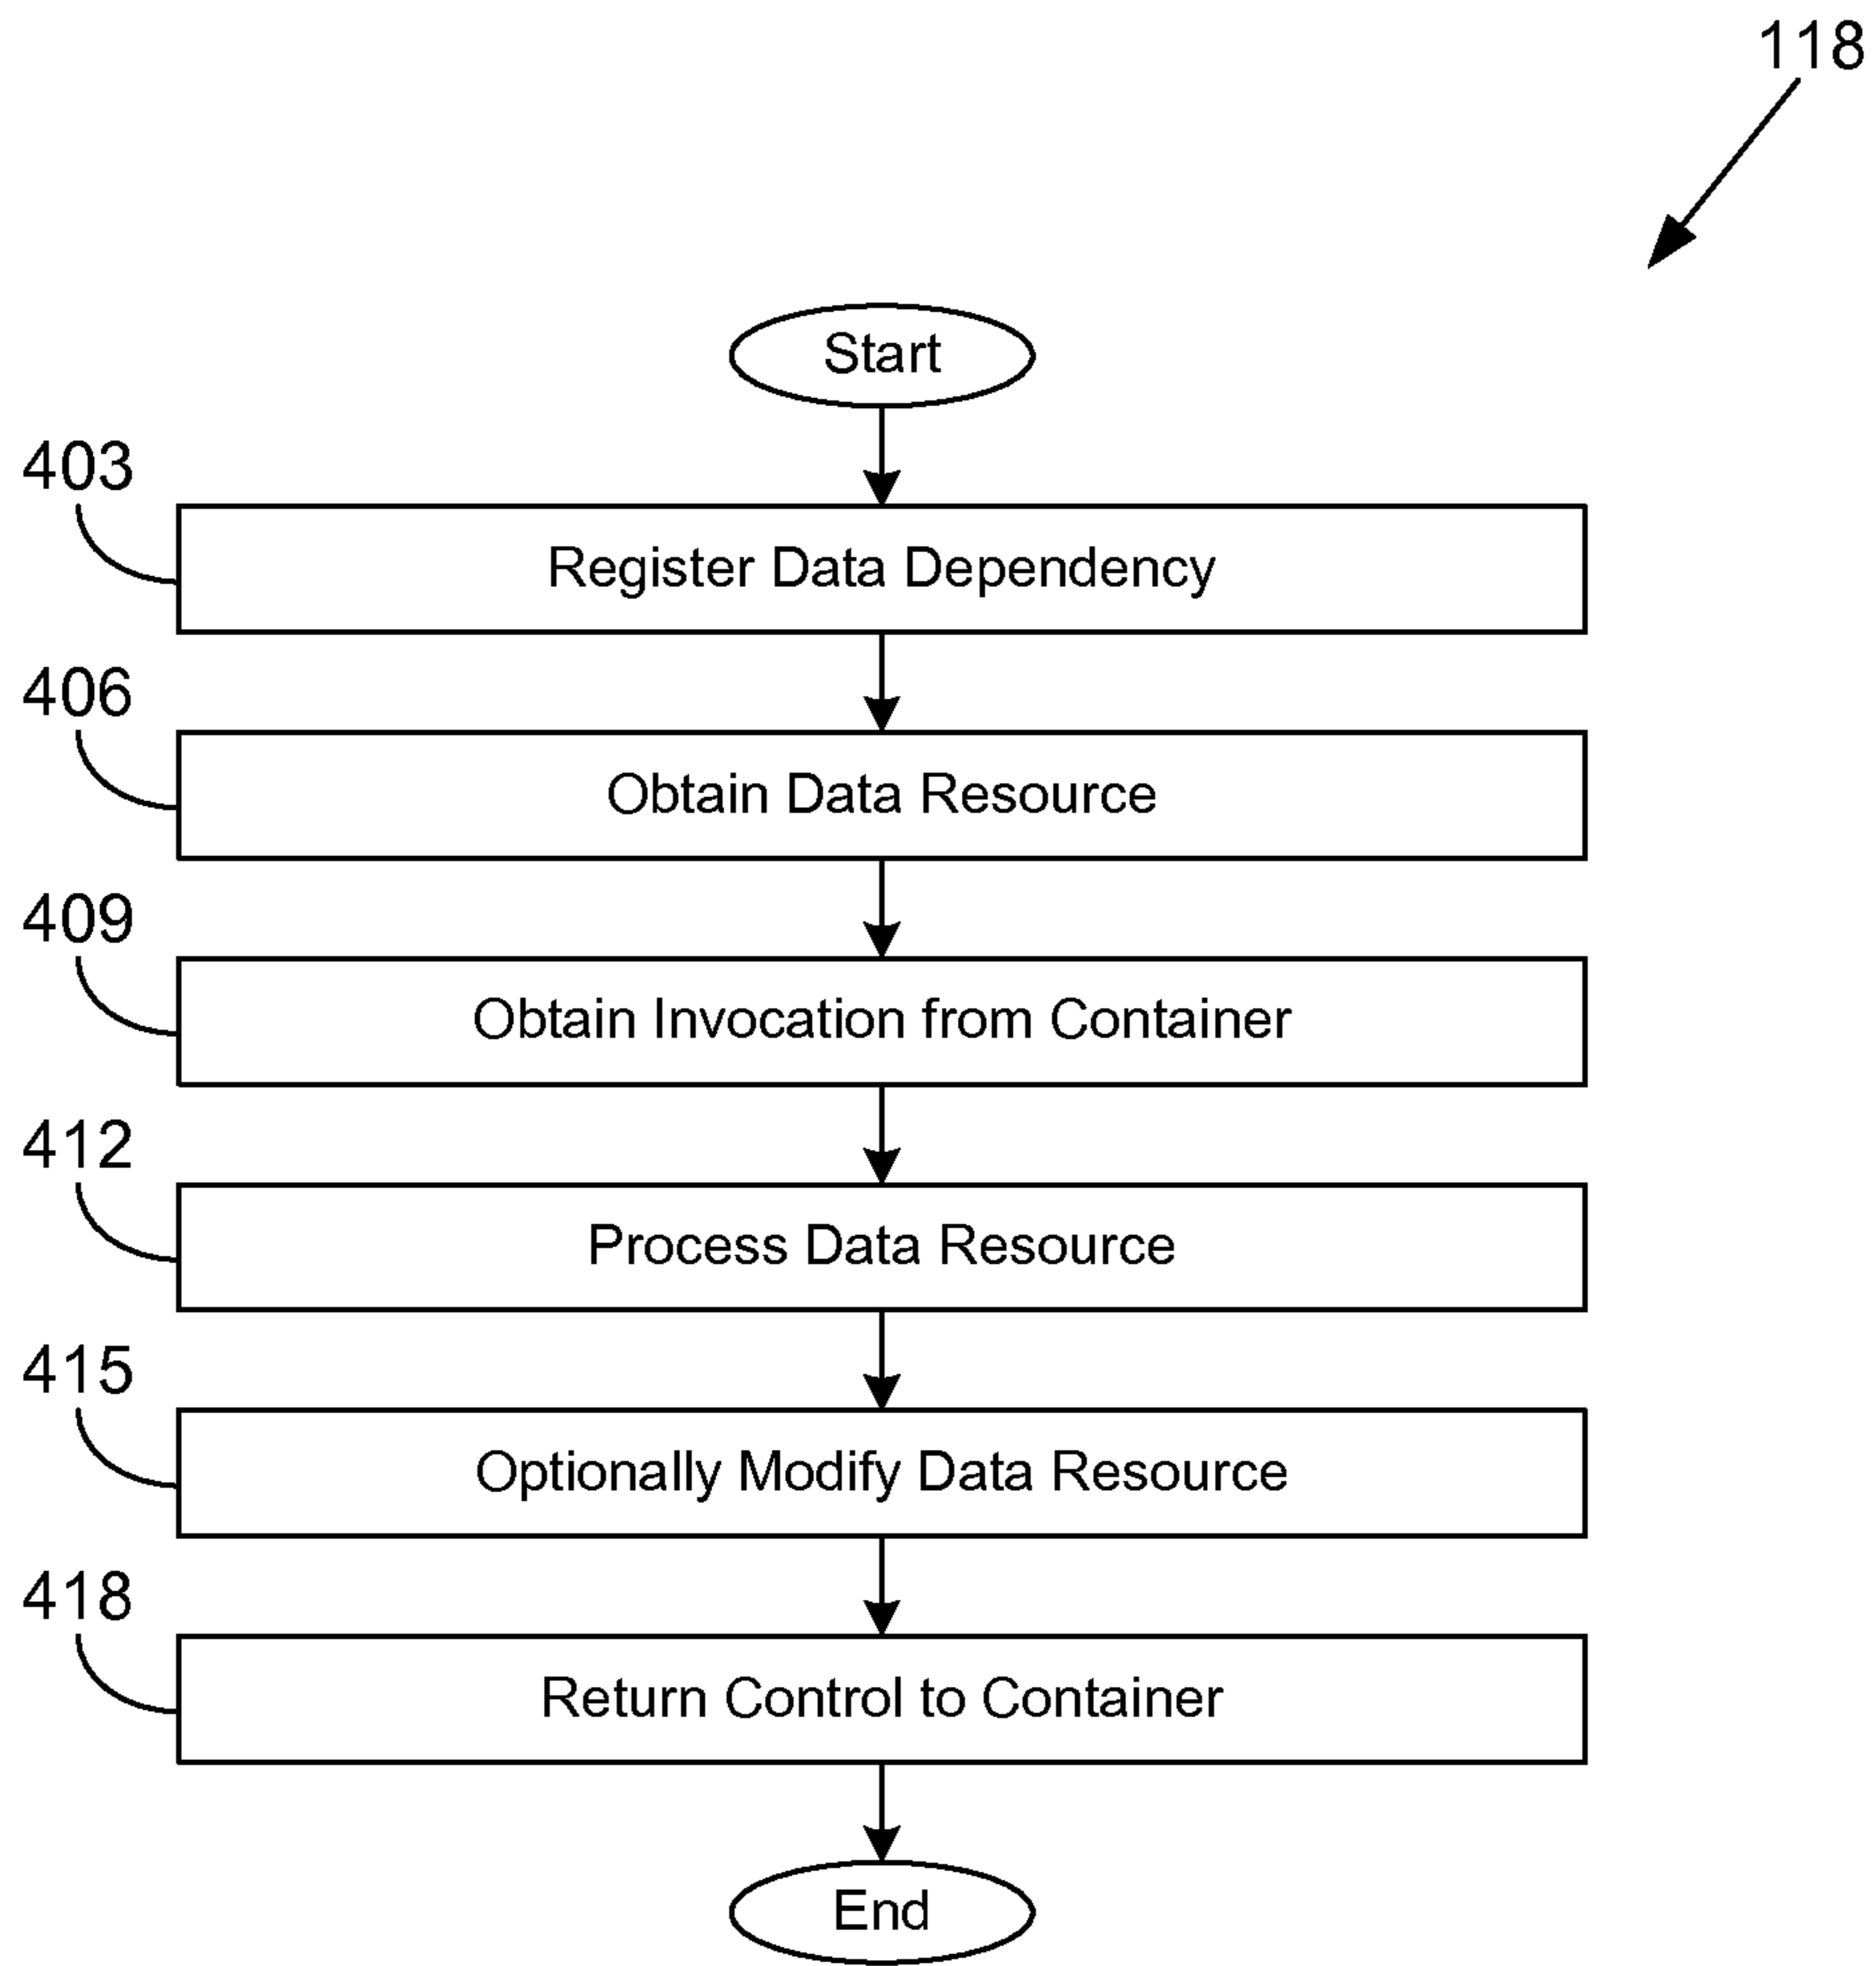 118
Start
403
Register Data Dependency
406
Obtain Data Resource
409
Obtain Invocation from Container
412
Process Data Resource
415
Optionally Modify Data Resource
418
Return Control to Container
End